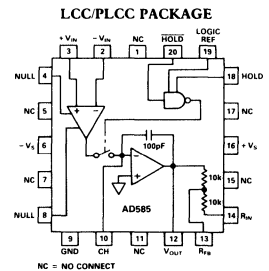 LCC/PLCC PACKAGE
+ VIN
- VIN
NC
HOLD
LOGIC
REF
3
2
1
20
19
NULL 4
18 HOLD
NC 5
17 NC
- VS 6
16 + VS
100pF
NC 7
10k
15 NC
AD585
10k
NULL 8
14 RIN
9
10
11
12
13
GND
CH
NC
VOUT
RFB
NC = NO CONNECT